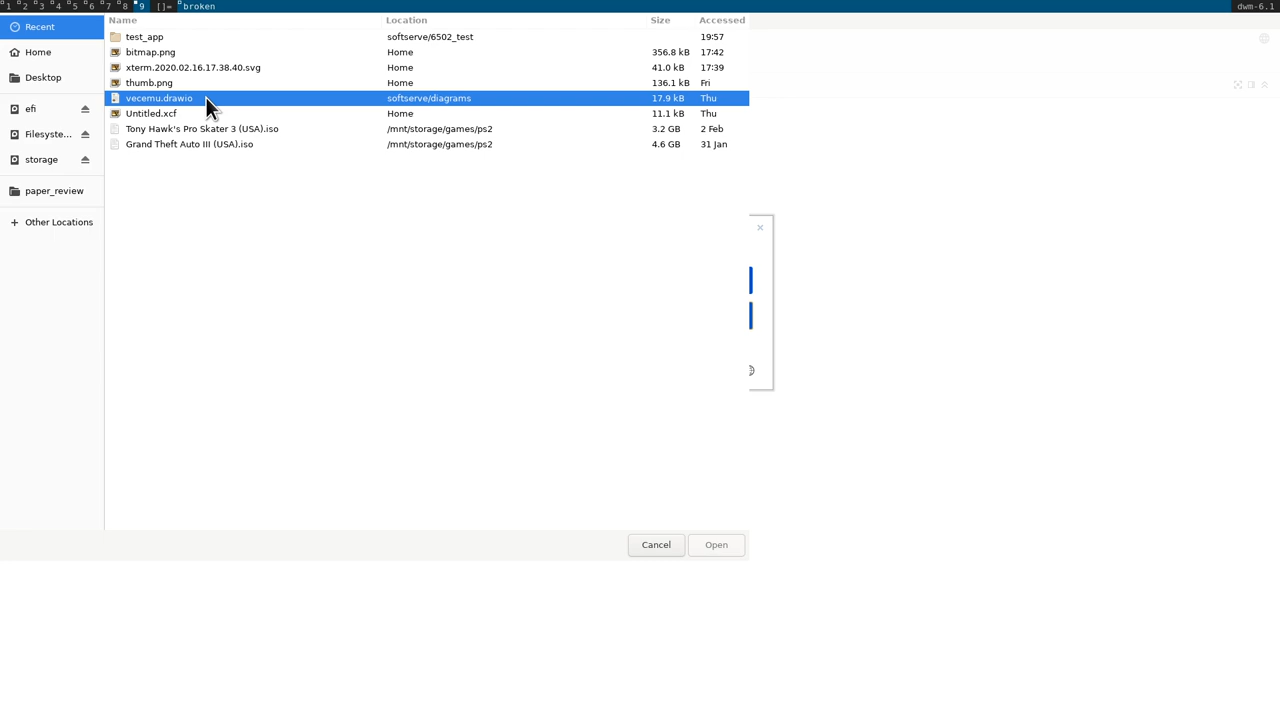 1 2 3 4 5 6 7 8 9 []= broken dwm-6.1
Recent
Home
Desktop
efi
Filesyste...
storage
paper_review
+ Other Locations
Name Location Size Accessed
test_app softserve/6502_test 19:57
bitmap.png Home 356.8 kB 17:42
xterm.2020.02.16.17.38.40.svg Home 41.0 kB 17:39
thumb.png Home 136.1 kB Fri
vecemu.drawio softserve/diagrams 17.9 kB Thu
Untitled.xcf Home 11.1 kB Thu
Tony Hawk's Pro Skater 3 (USA).iso /mnt/storage/games/ps2 3.2 GB 2 Feb
Grand Theft Auto III (USA).iso /mnt/storage/games/ps2 4.6 GB 31 Jan
Cancel Open